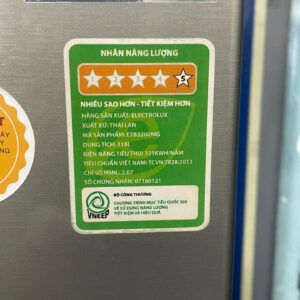 NHÃN NĂNG LƯỢNG
1 2 3 4 5
NHIỀU SAO HƠN - TIẾT KIỆM HƠN
HÃNG SẢN XUẤT: ELECTROLUX
XUẤT XỨ: THÁI LAN
MÃ SẢN PHẨM: ETB3200MG
DUNG TÍCH: 318L
ĐIỆN NĂNG TIÊU THỤ: 337KWH/NĂM
TIÊU CHUẨN VIỆT NAM: TCVN 7828:2013
CHỈ SỐ HSNL: 2.07
SỐ CHỨNG NHẬN: 07160121
BỘ CÔNG THƯƠNG
CHƯƠNG TRÌNH MỤC TIÊU QUỐC GIA
VỀ SỬ DỤNG NĂNG LƯỢNG
TIẾT KIỆM VÀ HIỆU QUẢ
VNEEP